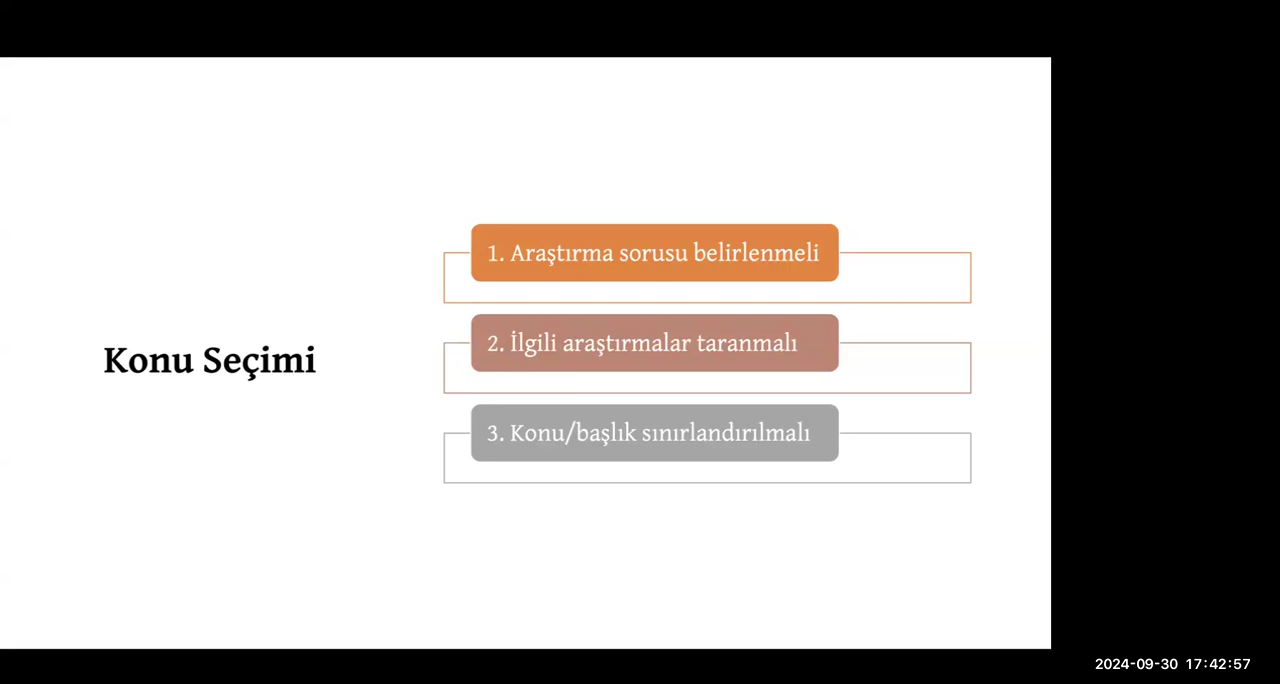 Konu Seçimi
1. Araştırma sorusu belirlenmeli
2. İlgili araştırmalar taranmalı
3. Konu/başlık sınırlandırılmalı
2024-09-30 17:42:57